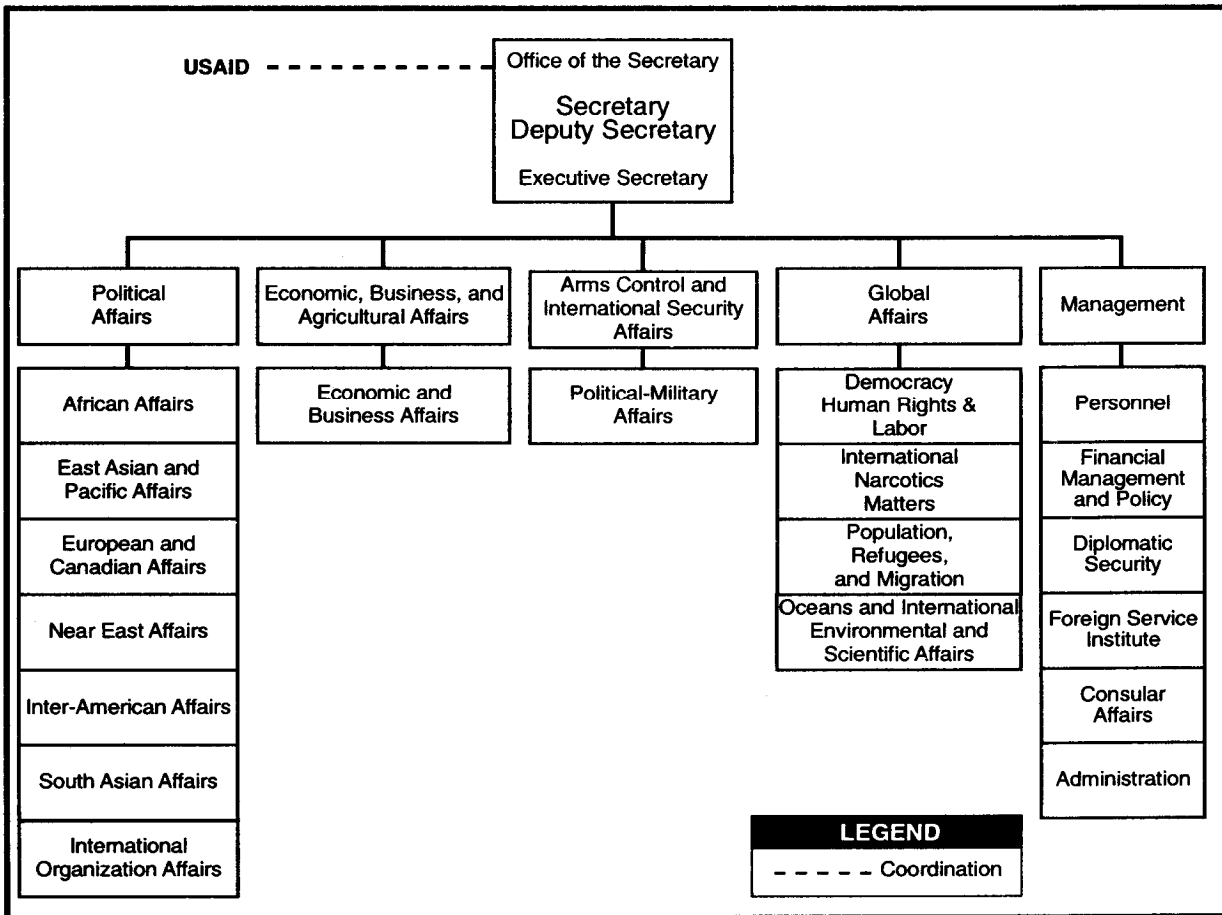 USAID
Office of the Secretary
Secretary
Deputy Secretary
Executive Secretary
Political
Affairs
Economic, Business, and
Agricultural Affairs
Arms Control and
International Security
Affairs
Global
Affairs
Management
African Affairs
East Asian and
Pacific Affairs
European and
Canadian Affairs
Near East Affairs
Inter-American Affairs
South Asian Affairs
International
Organization Affairs
Economic and
Business Affairs
Political-Military
Affairs
Democracy
Human Rights &
Labor
International
Narcotics
Matters
Population,
Refugees,
and Migration
Oceans and International
Environmental and
Scientific Affairs
Personnel
Financial
Management
and Policy
Diplomatic
Security
Foreign Service
Institute
Consular
Affairs
Administration
LEGEND
Coordination